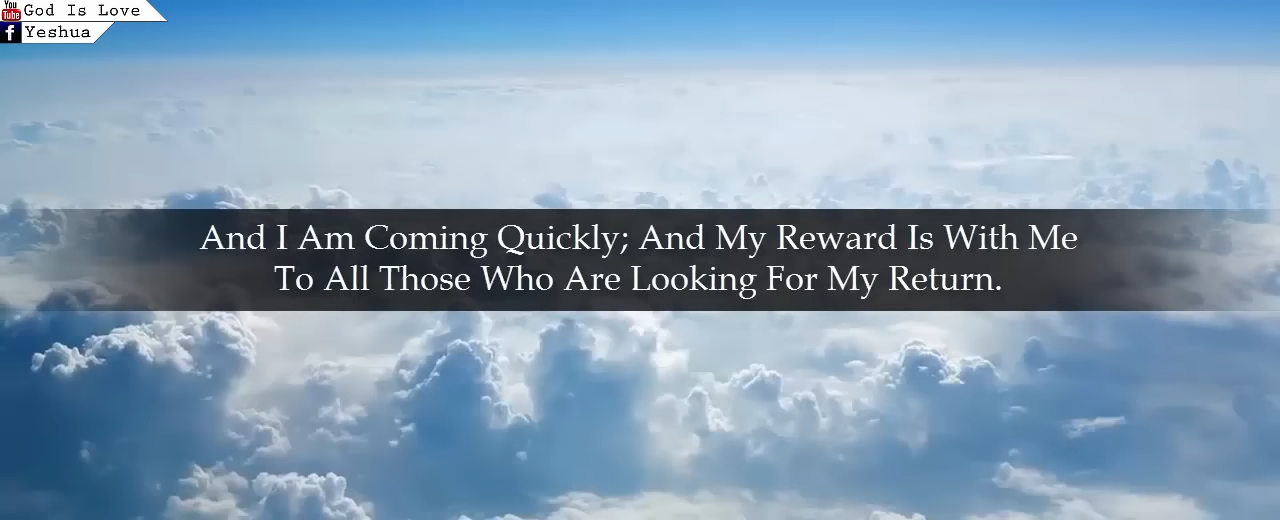 You
Tube God Is Love
f Yeshua
And I Am Coming Quickly; And My Reward Is With Me
To All Those Who Are Looking For My Return.